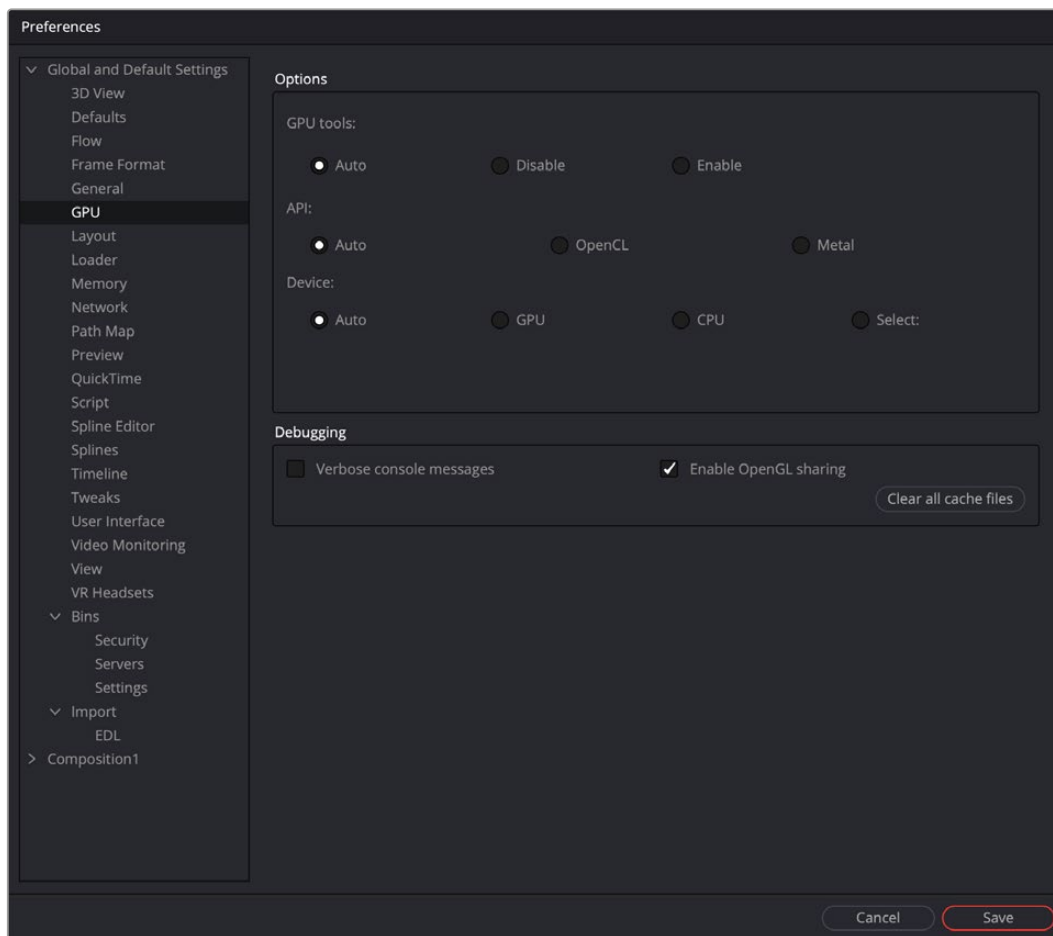 Preferences
Global and Default Settings
3D View
Defaults
Flow
Frame Format
General
GPU
Layout
Loader
Memory
Network
Path Map
Preview
QuickTime
Script
Spline Editor
Splines
Timeline
Tweaks
User Interface
Video Monitoring
View
VR Headsets
Bins
Security
Servers
Settings
Import
EDL
Composition1
Options
GPU tools:
Auto Disable Enable
API:
Auto OpenCL Metal
Device:
Auto GPU CPU Select:
Debugging
Verbose console messages Enable OpenGL sharing
Clear all cache files
Cancel Save